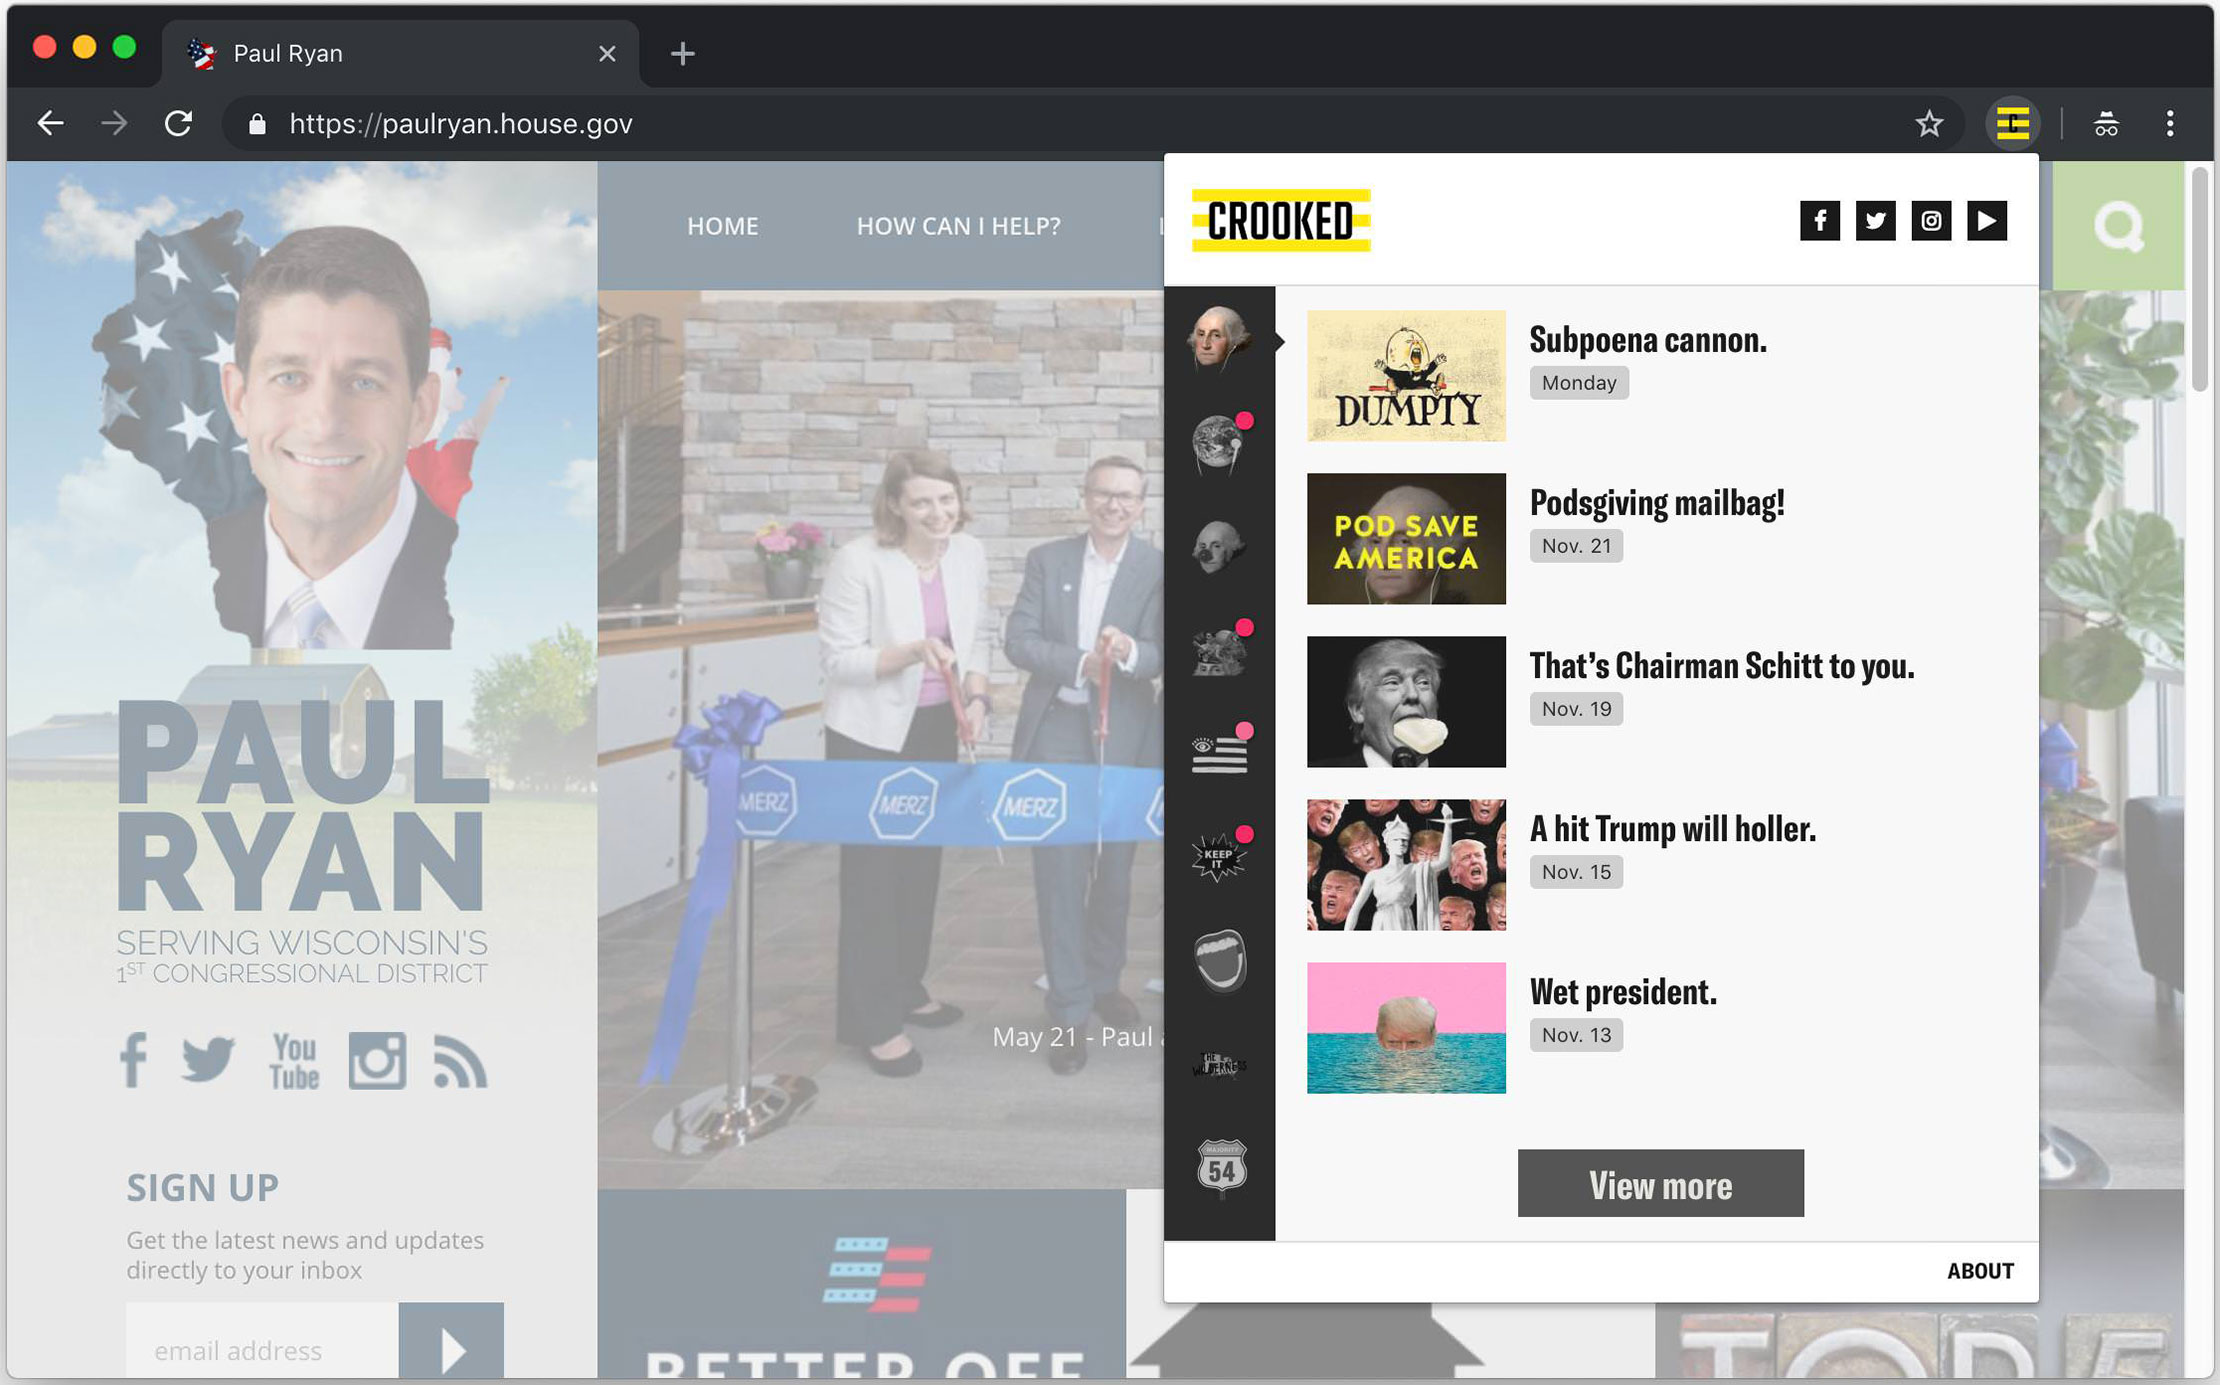 Paul Ryan
https://paulryan.house.gov
C
HOME
HOW CAN I HELP?
CROOKED
DUMPTY
Subpoena cannon.
Monday
POD SAVE
AMERICA
Podsgiving mailbag!
Nov. 21
That's Chairman Schitt to you.
Nov. 19
KEEP
IT
A hit Trump will holler.
Nov. 15
THE
WILDERNESS
Wet president.
Nov. 13
MAJORITY
54
View more
ABOUT
PAUL
RYAN
SERVING WISCONSIN'S
1ST CONGRESSIONAL DISTRICT
You
Tube
SIGN UP
Get the latest news and updates
directly to your inbox
email address
MERZ
MERZ
MERZ
May 21 - Paul
BETTER OFF